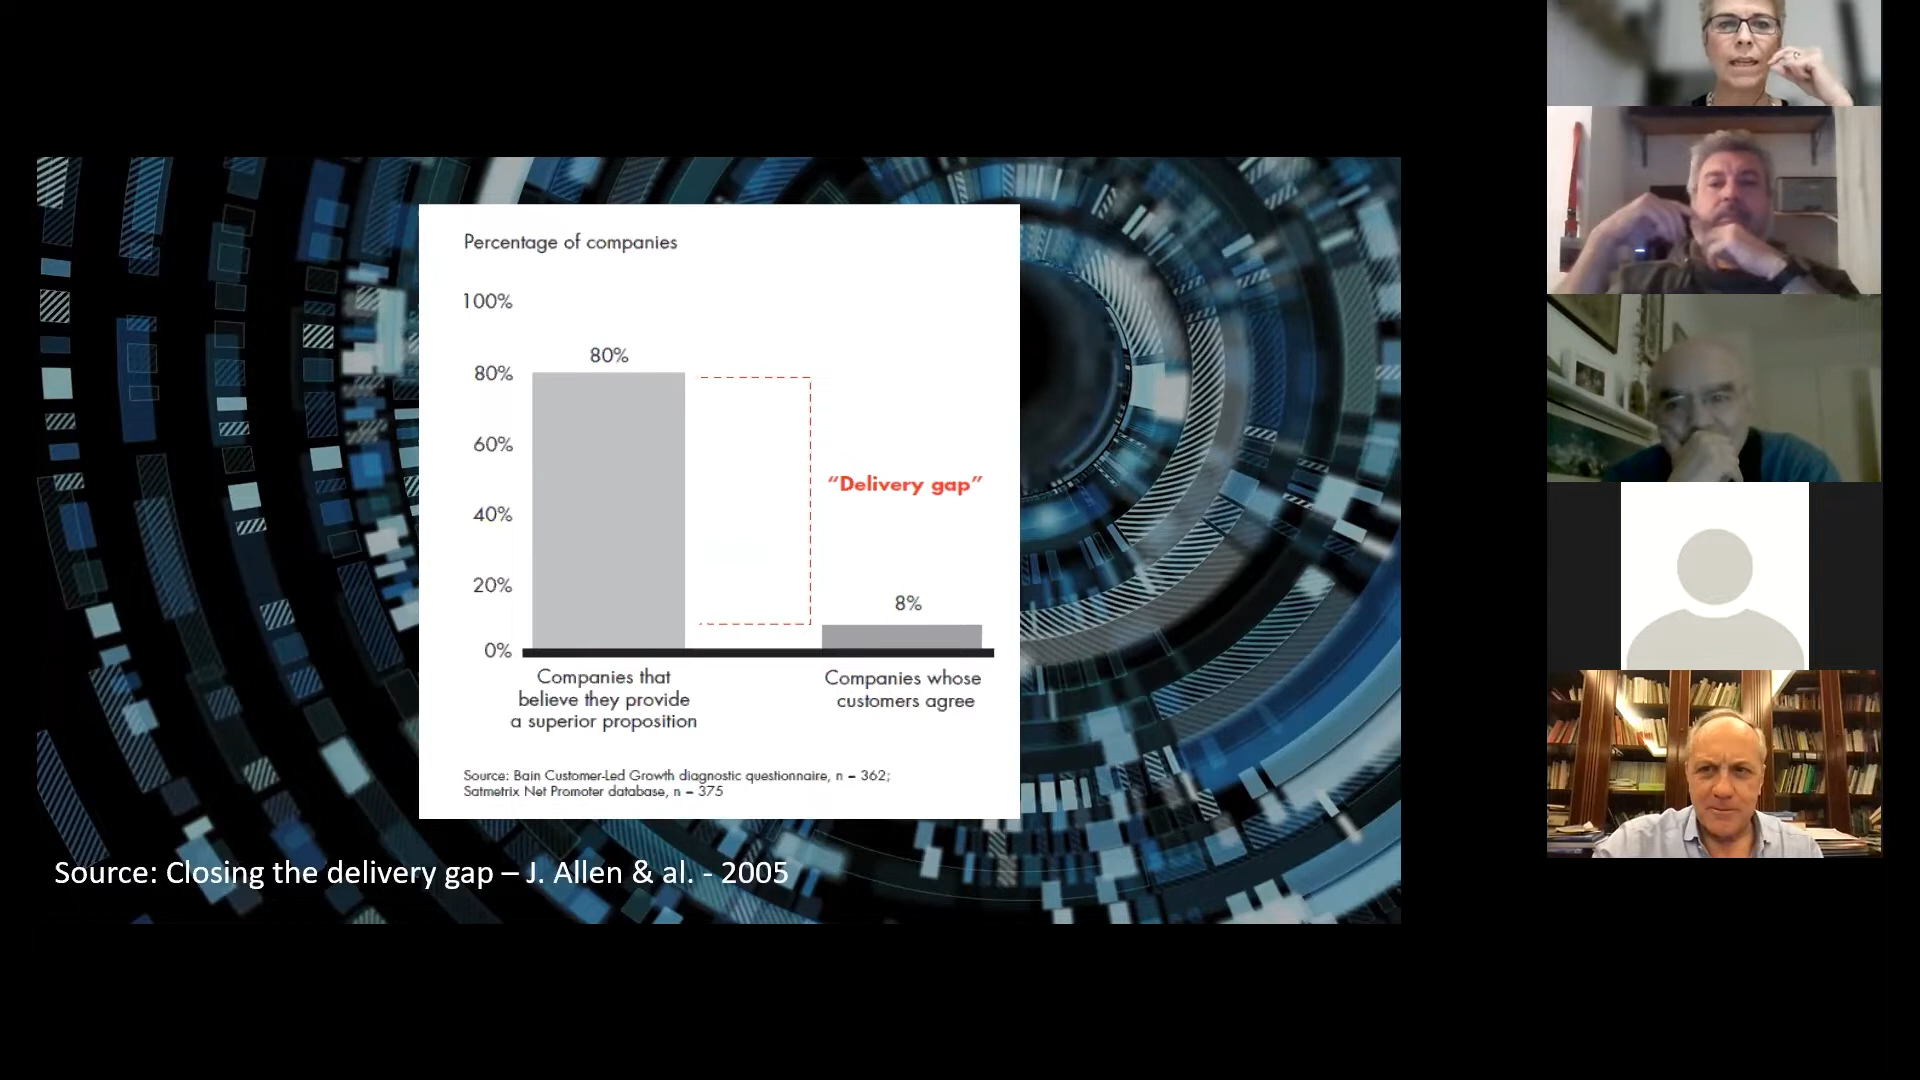 Percentage of companies
100%
80%
80%
60%
“Delivery gap”
40%
20%
8%
0%
Companies that
believe they provide
a superior proposition
Companies whose
customers agree
Source: Bain Customer-Led Growth diagnostic questionnaire, n = 362;
Satmetrix Net Promoter database, n = 375
Source: Closing the delivery gap – J. Allen & al. - 2005